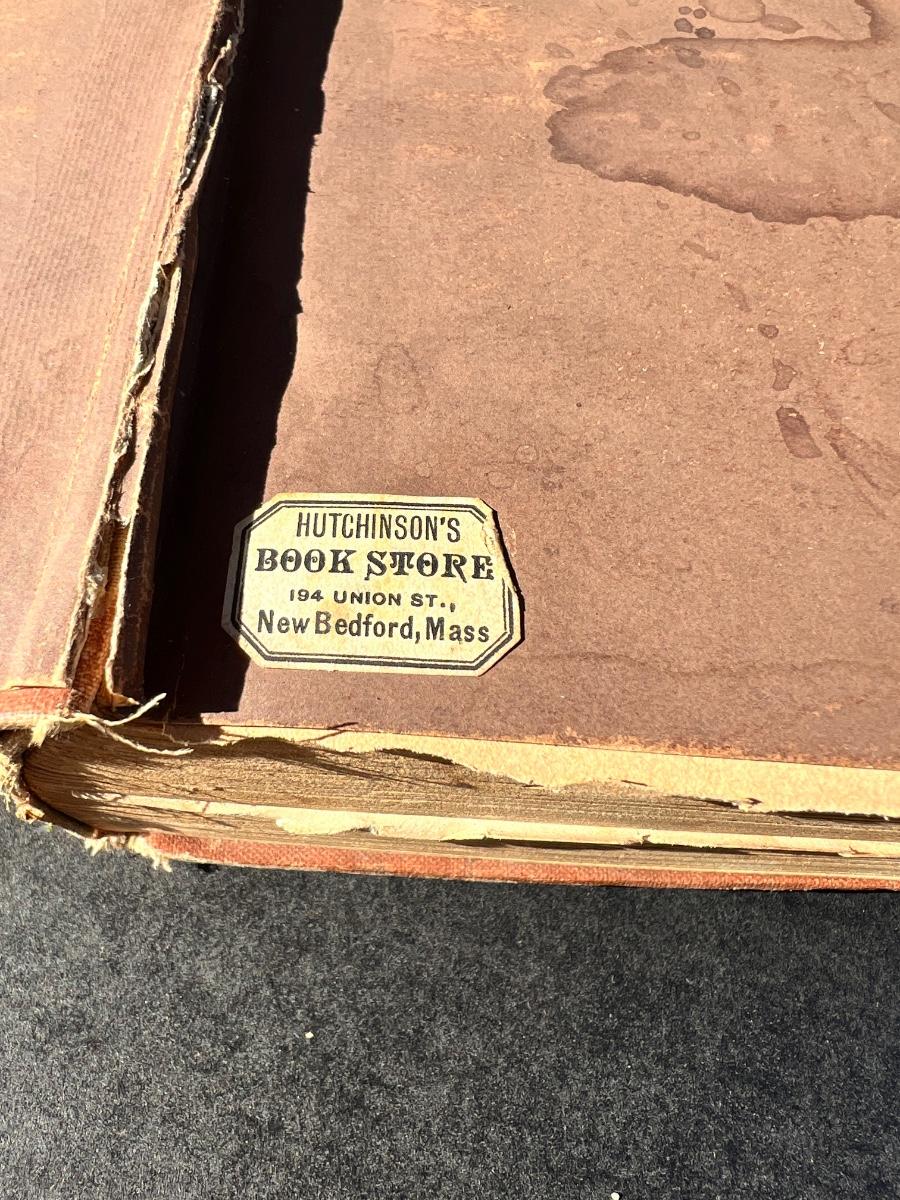 HUTCHINSON'S
BOOK STORE
194 UNION ST.,
New Bedford, Mass